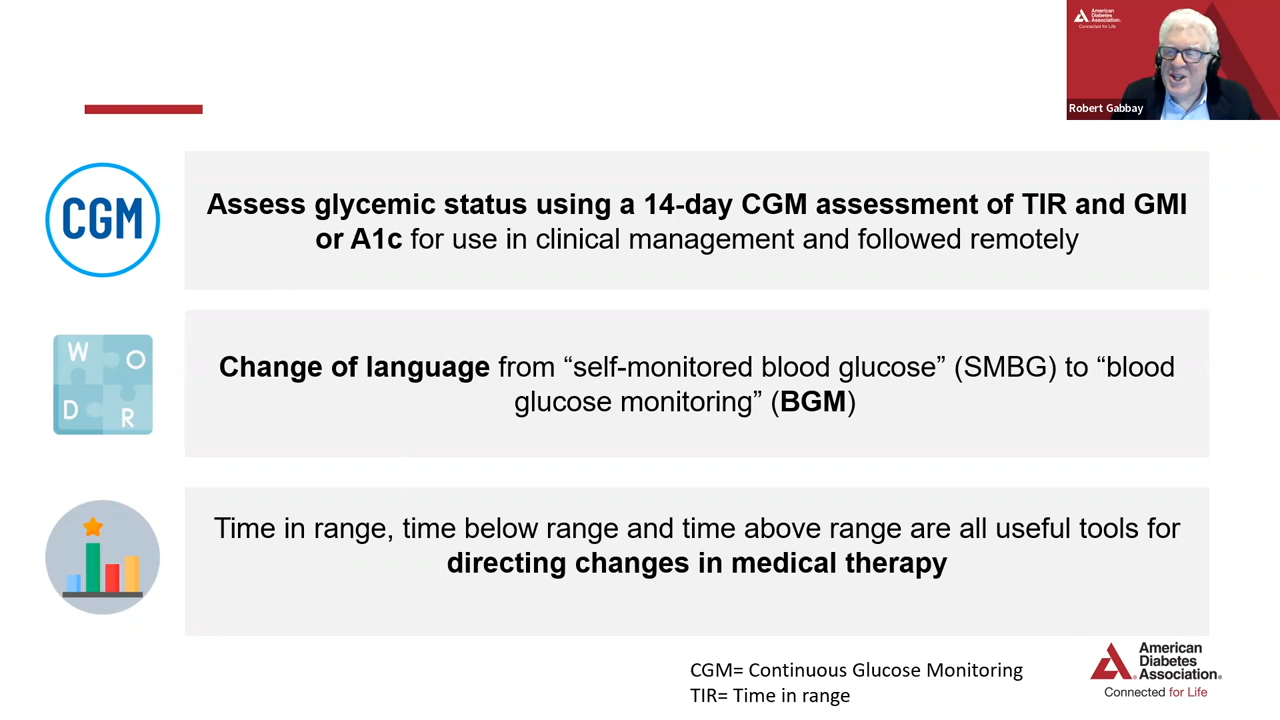 American
Diabetes
Association.
Connected for Life
Robert Gabbay
CGM
Assess glycemic status using a 14-day CGM assessment of TIR and GMI
or A1c for use in clinical management and followed remotely
W O
D R
Change of language from “self-monitored blood glucose” (SMBG) to “blood
glucose monitoring” (BGM)
Time in range, time below range and time above range are all useful tools for
directing changes in medical therapy
CGM= Continuous Glucose Monitoring
TIR= Time in range
American
Diabetes
Association®
Connected for Life